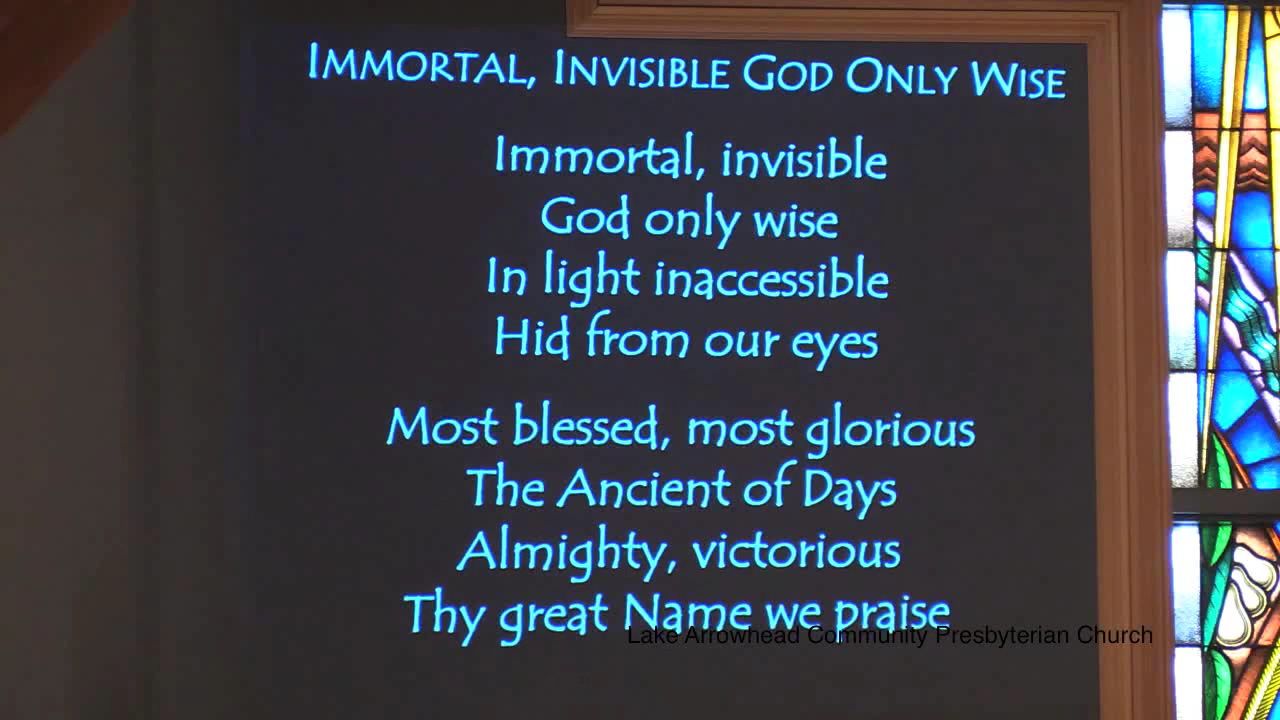 IMMORTAL, INVISIBLE GOD ONLY WISE
Immortal, invisible
God only wise
In light inaccessible
Hid from our eyes
Most blessed, most glorious
The Ancient of Days
Almighty, victorious
Thy great Name we praise
Lake Arrowhead Community Presbyterian Church